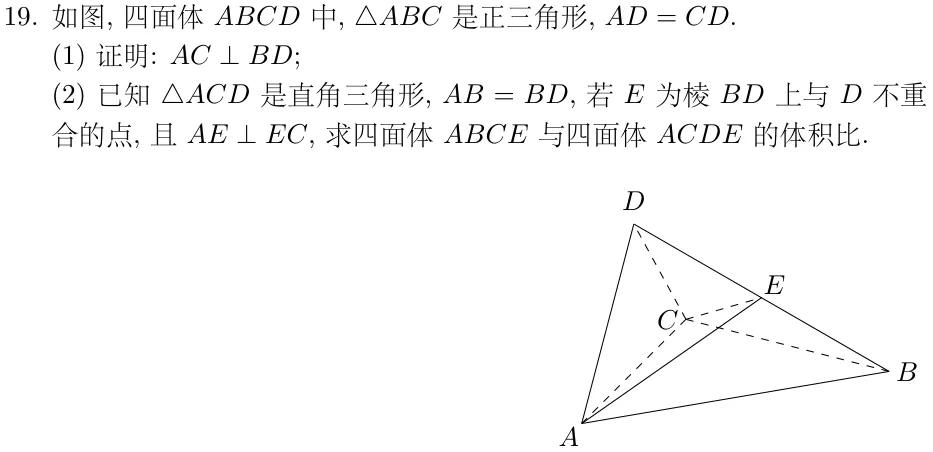 19. 如图, 四面体 ABCD 中, △ABC 是正三角形, AD = CD.
(1) 证明: AC ⊥ BD;
(2) 已知 △ACD 是直角三角形, AB = BD, 若 E 为棱 BD 上与 D 不重
合的点, 且 AE ⊥ EC, 求四面体 ABCE 与四面体 ACDE 的体积比.
D
E
C
B
A